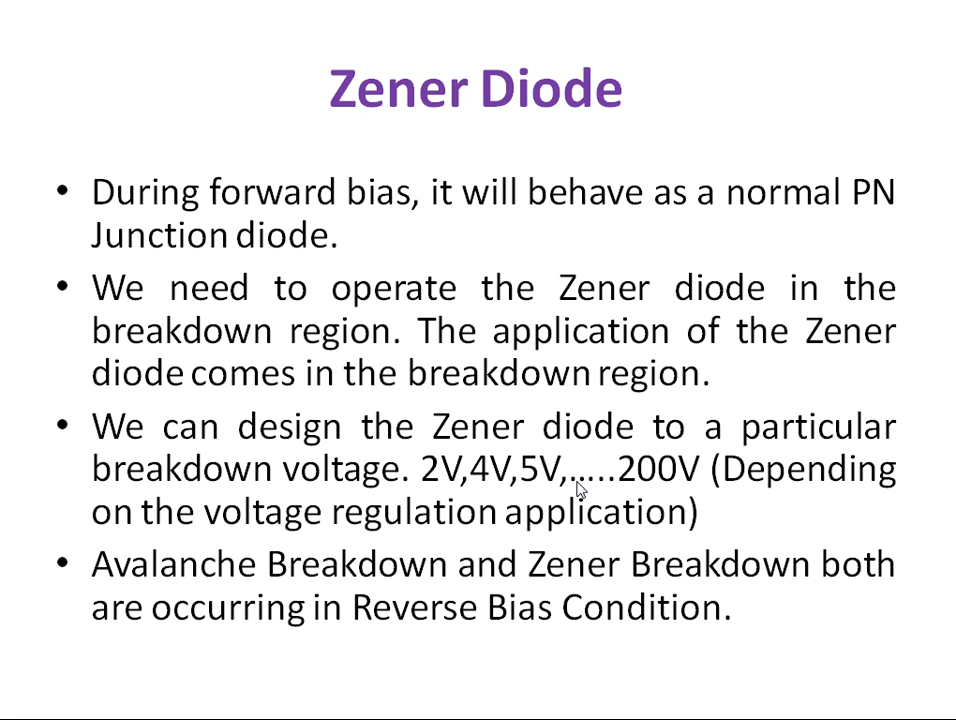 Zener Diode
• During forward bias, it will behave as a normal PN
Junction diode.
• We need to operate the Zener diode in the
breakdown region. The application of the Zener
diode comes in the breakdown region.
• We can design the Zener diode to a particular
breakdown voltage. 2V,4V,5V,…..200V (Depending
on the voltage regulation application)
• Avalanche Breakdown and Zener Breakdown both
are occurring in Reverse Bias Condition.